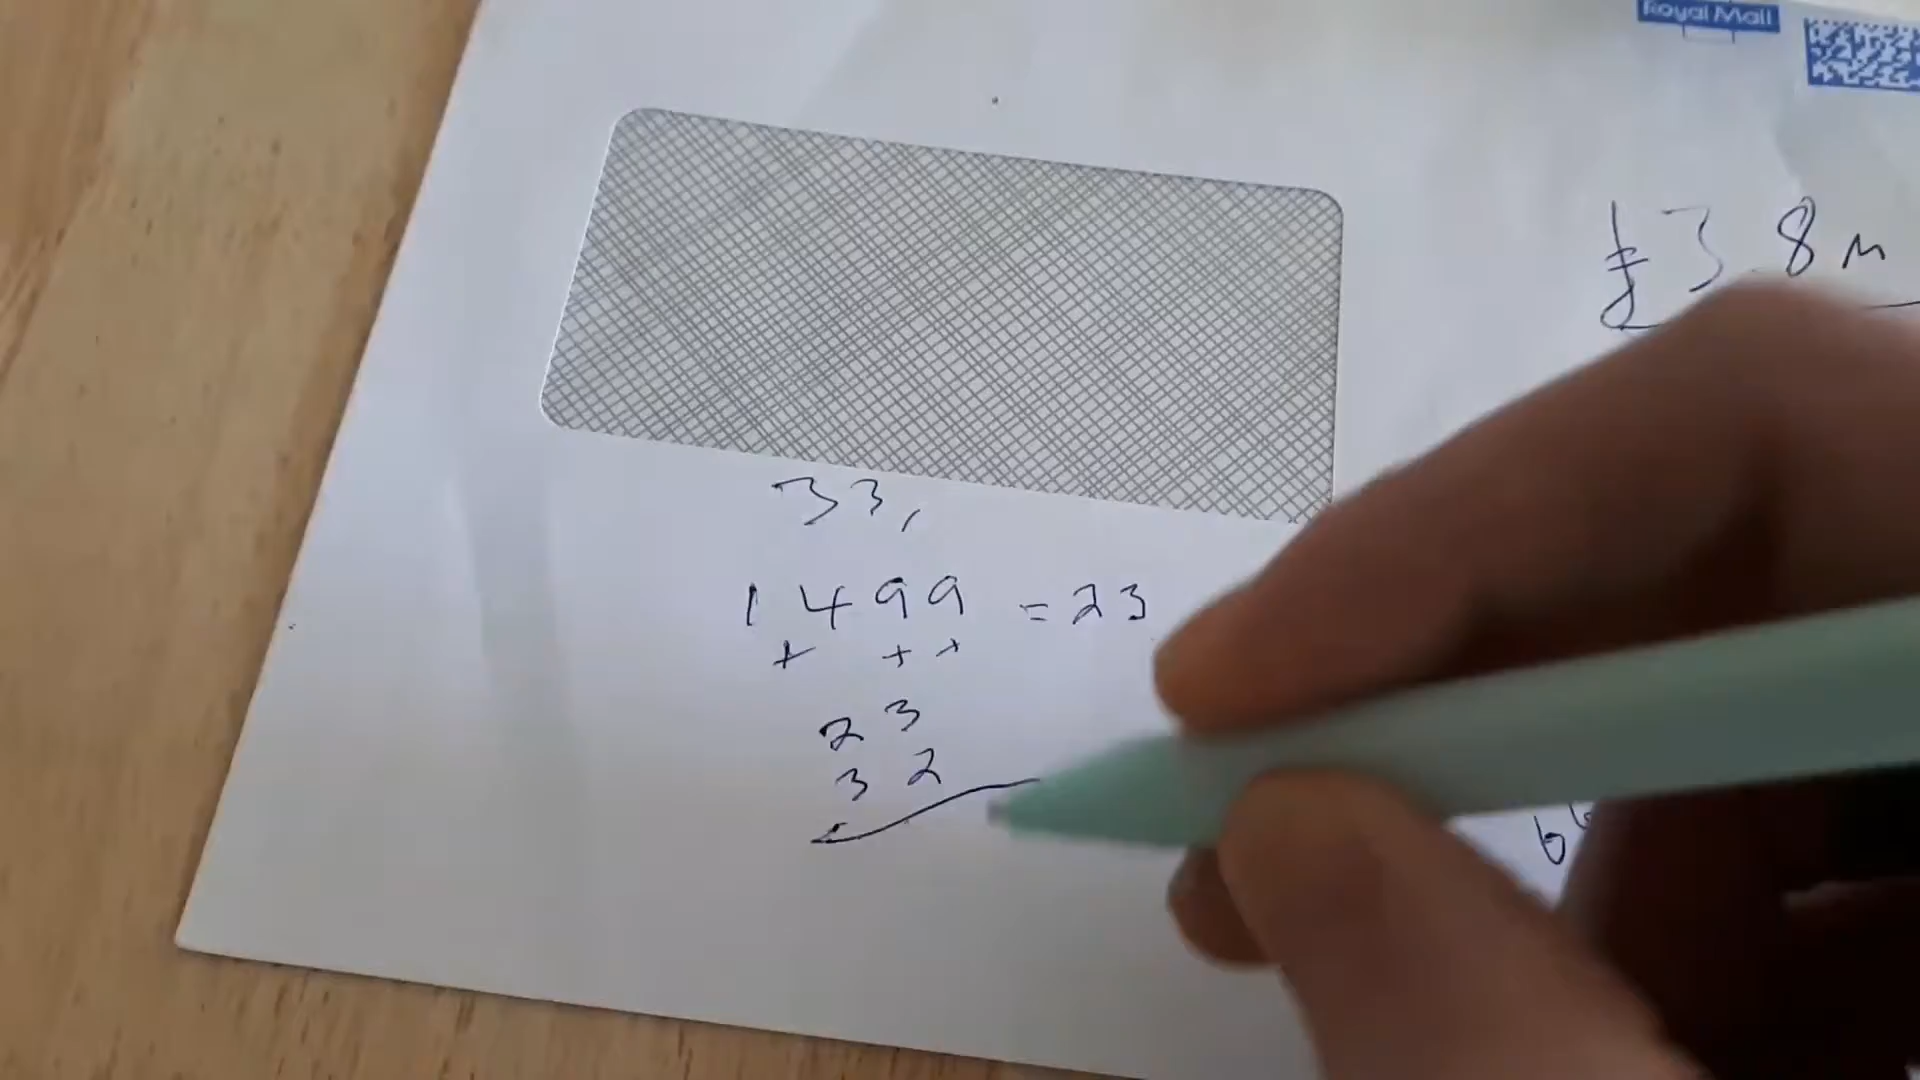 Royal Mail
£3.8m
33,
1499 = 23
+ + +
23
32